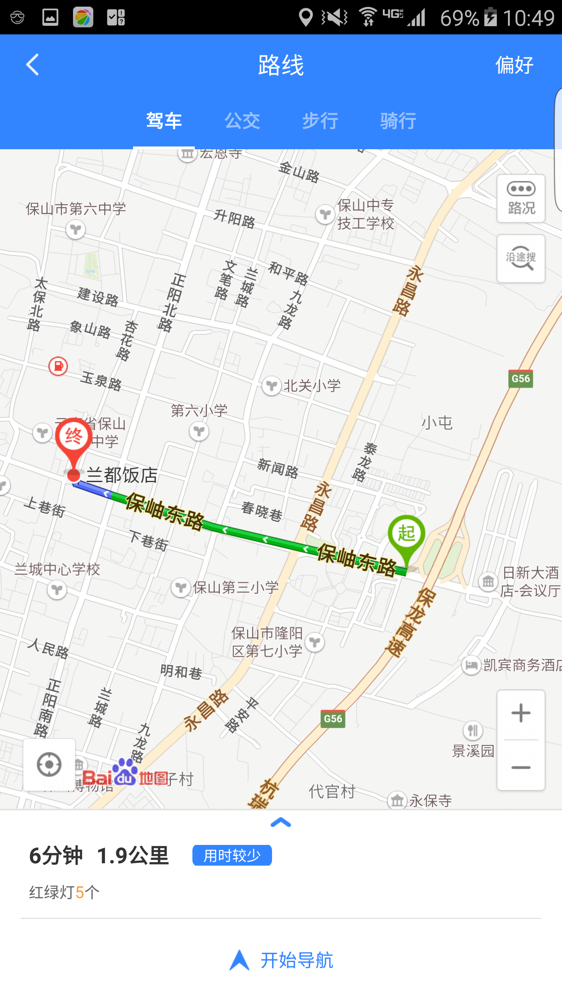 4G LTE 69% 10:49
路线
偏好
驾车 公交 步行 骑行
宏恩寺
金山路
路况
保山市第六中学
保山中专
技工学校
升阳路
沿途搜
文笔路
兰城路
和平路
永昌路
太保北路
建设路
正阳北路
九龙路
象山路
杏花路
玉泉路
G56
北关小学
第六小学
小屯
省保山
中学
终
泰龙路
新闻路
兰都饭店
永昌路
上巷街
保岫东路
春晓巷
起
下巷街
保岫东路
兰城中心学校
保山第三小学
日新大酒
店-会议厅
保龙高速
保山市隆阳
区第七小学
人民路
明和巷
凯宾商务酒店
正阳南路
兰城路
永昌路
平安路
G56
九龙路
景溪园
Bai du 地图
子村
博物馆
代官村
杭瑞
永保寺
6分钟 1.9公里 用时较少
红绿灯5个
开始导航